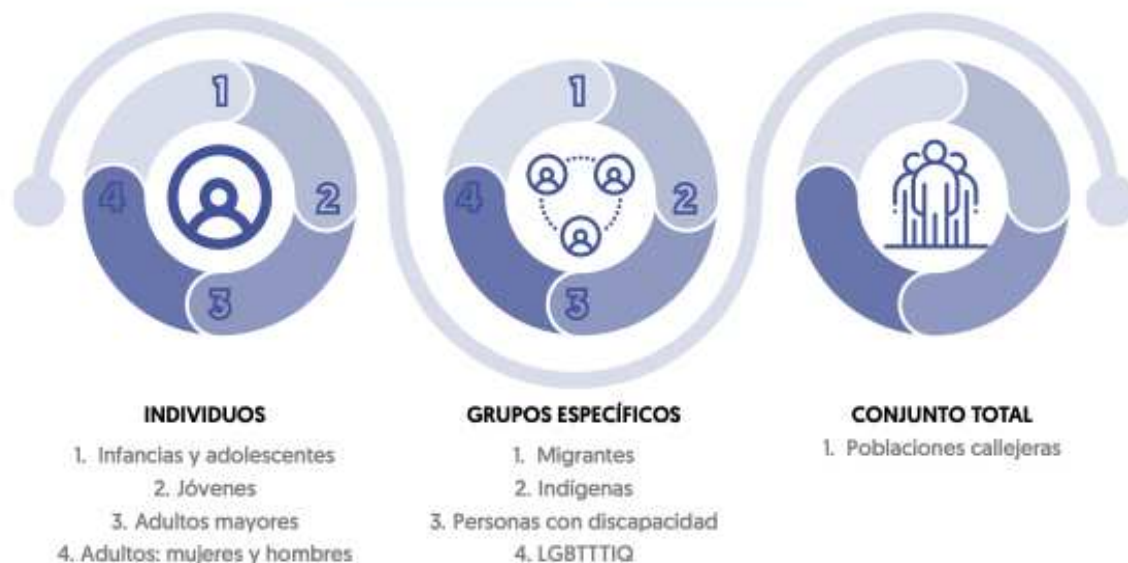 1
2
3
4
1
2
3
4
INDIVIDUOS
1. Infancias y adolescentes
2. Jóvenes
3. Adultos mayores
4. Adultos: mujeres y hombres
GRUPOS ESPECÍFICOS
1. Migrantes
2. Indígenas
3. Personas con discapacidad
4. LGBTTTIQ
CONJUNTO TOTAL
1. Poblaciones callejeras